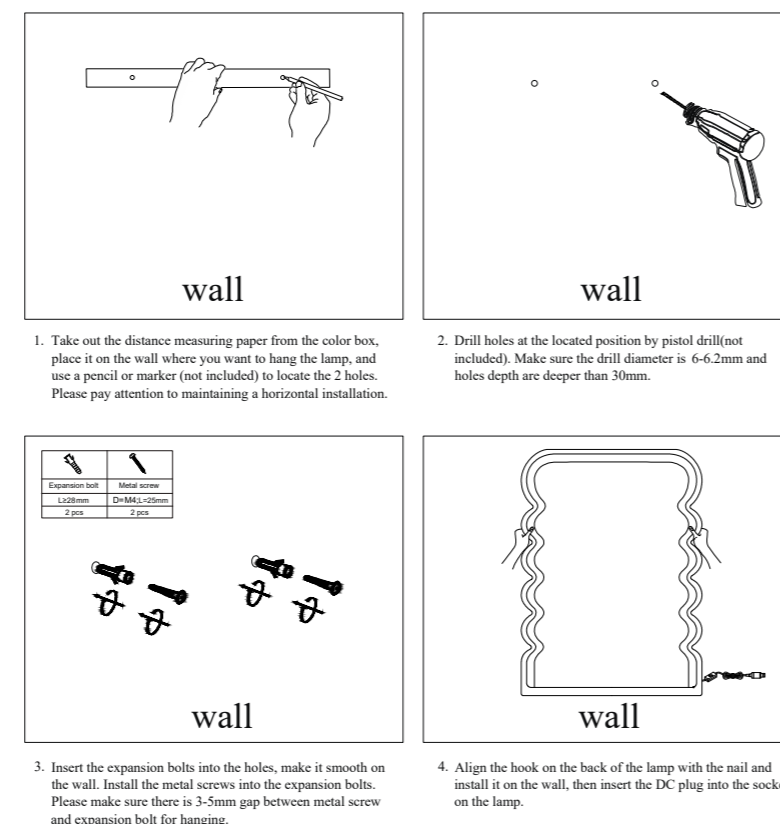 wall
wall
1. Take out the distance measuring paper from the color box,
place it on the wall where you want to hang the lamp, and
use a pencil or marker (not included) to locate the 2 holes.
Please pay attention to maintaining a horizontal installation.
2. Drill holes at the located position by pistol drill(not
included). Make sure the drill diameter is 6-6.2mm and
holes depth are deeper than 30mm.
Expansion bolt Metal screw
L≥28mm D=M4;L=25mm
2 pcs 2 pcs
wall
wall
3. Insert the expansion bolts into the holes, make it smooth on
the wall. Install the metal screws into the expansion bolts.
Please make sure there is 3-5mm gap between metal screw
and expansion bolt for hanging.
4. Align the hook on the back of the lamp with the nail and
install it on the wall, then insert the DC plug into the socke
on the lamp.